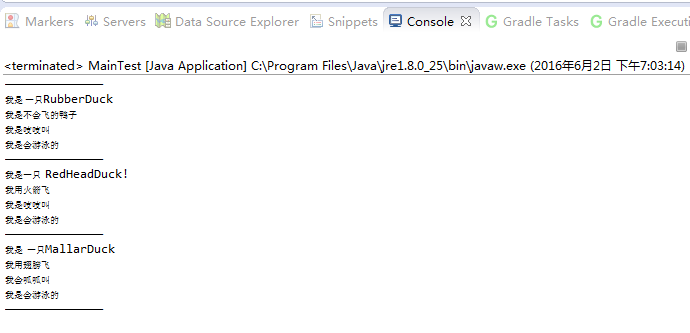 Markers Servers Data Source Explorer Snippets Console Gradle Tasks Gradle Executi
<terminated> MainTest [Java Application] C:\Program Files\Java\jre1.8.0_25\bin\javaw.exe (2016年6月2日 下午7:03:14)
我是一只RubberDuck
我是不会飞的鸭子
我是吱吱叫
我是会游泳的
我是一只 RedHeadDuck!
我用火箭飞
我是吱吱叫
我是会游泳的
我是 一只MallarDuck
我用翅膀飞
我会呱呱叫
我是会游泳的